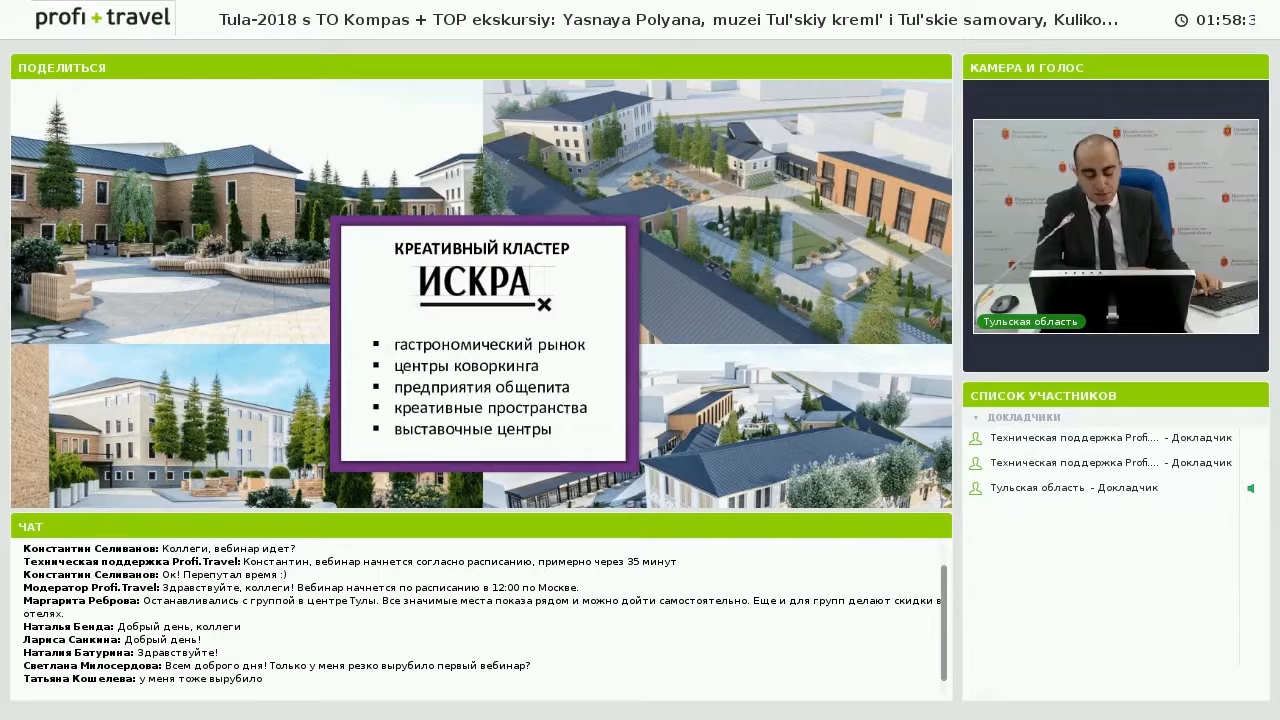 profi + travel
Tula-2018 s TO Kompas + TOP ekskursiy: Yasnaya Polyana, muzei Tul'skiy kreml' i Tul'skie samovary, Kuliko...
01:58:3
ПОДЕЛИТЬСЯ
КРЕАТИВНЫЙ КЛАСТЕР
ИСКРА
▪ гастрономический рынок
▪ центры коворкинга
▪ предприятия общепита
▪ креативные пространства
▪ выставочные центры
КАМЕРА И ГОЛОС
Тульская область
СПИСОК УЧАСТНИКОВ
ДОКЛАДЧИКИ
Техническая поддержка Profi.... - Докладчик
Техническая поддержка Profi.... - Докладчик
Тульская область - Докладчик
ЧАТ
Константин Селиванов: Коллеги, вебинар идет?
Техническая поддержка Profi.Travel: Константин, вебинар начнется согласно расписанию, примерно через 35 минут
Константин Селиванов: Ок! Перепутал время :)
Модератор Profi.Travel: Здравствуйте, коллеги! Вебинар начнется по расписанию в 12:00 по Москве.
Маргарита Реброва: Останавливались с группой в центре Тулы. Все значимые места показа рядом и можно дойти самостоятельно. Еще и для групп делают скидки в
отелях.
Наталья Бенда: Добрый день, коллеги
Лариса Санкина: Добрый день!
Наталия Батурина: Здравствуйте!
Светлана Милосердова: Всем доброго дня! Только у меня резко вырубило первый вебинар?
Татьяна Кошелева: у меня тоже вырубило